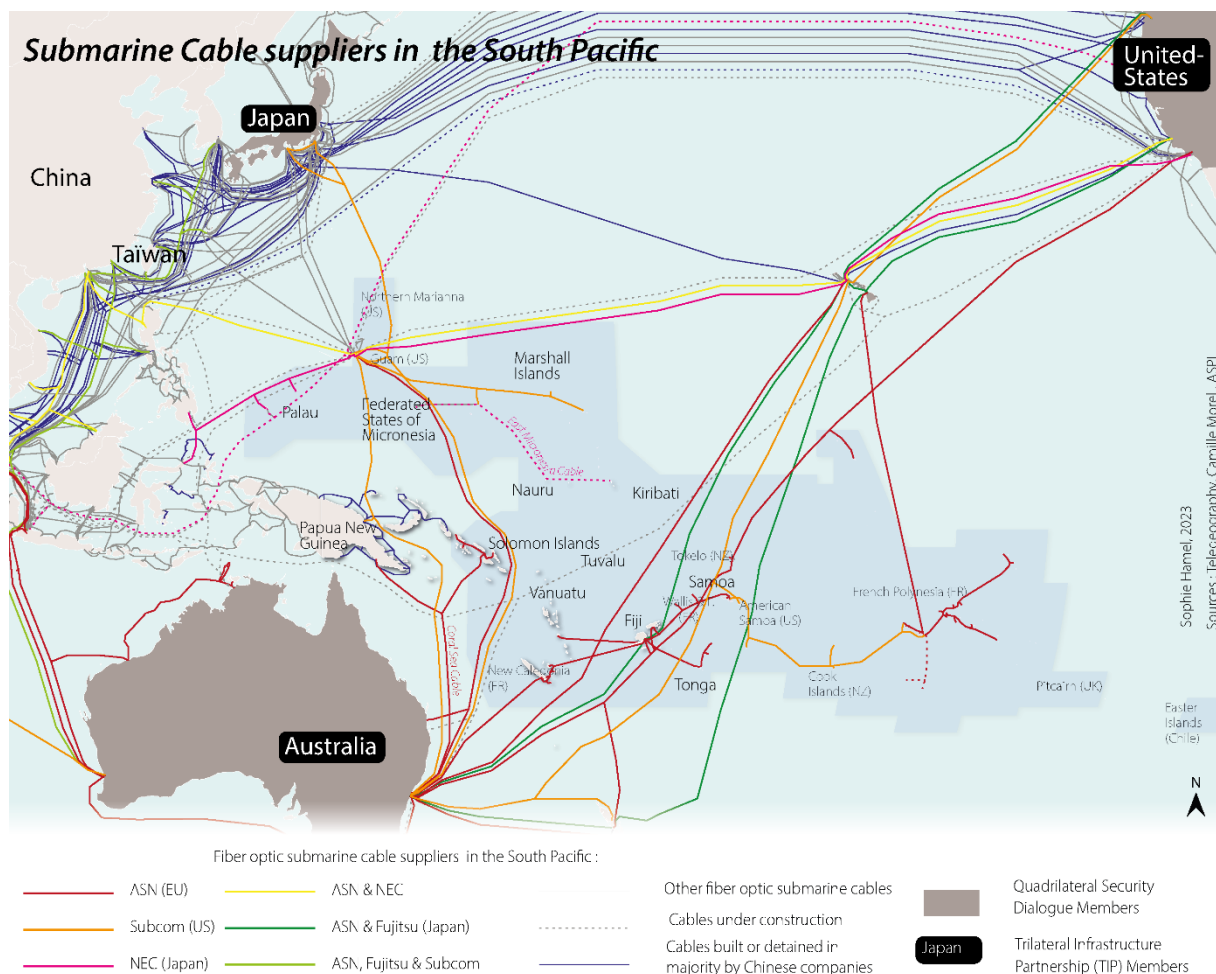 Submarine Cable suppliers in the South Pacific
United-
States
Japan
China
Taïwan
Northern Marianna
(US)
Guam (US)
Marshall
Islands
Palau
Federated
States of
Micronesia
East Micronesia Cable
Nauru
Kiribati
Papua New
Guinea
Solomon Islands
Tuvalu
Tokelo (NZ)
Samoa
Vanuatu
Fiji
American
Samoa (US)
French Polynesia (FR)
Coral Sea Cable
New Caledonia
(FR)
Tonga
Cook
Islands (NZ)
Pitcairn (UK)
Easter
Islands
(Chile)
Australia
N
Sophie Hamel, 2023
Sources: Telegeography, Camille Morel, ASPI
Fiber optic submarine cable suppliers in the South Pacific :
ASN (EU)
Subcom (US)
NEC (Japan)
ASN & NEC
ASN & Fujitsu (Japan)
ASN, Fujitsu & Subcom
Other fiber optic submarine cables
Cables under construction
Cables built or detained in
majority by Chinese companies
Quadrilateral Security
Dialogue Members
Japan
Trilateral Infrastructure
Partnership (TIP) Members